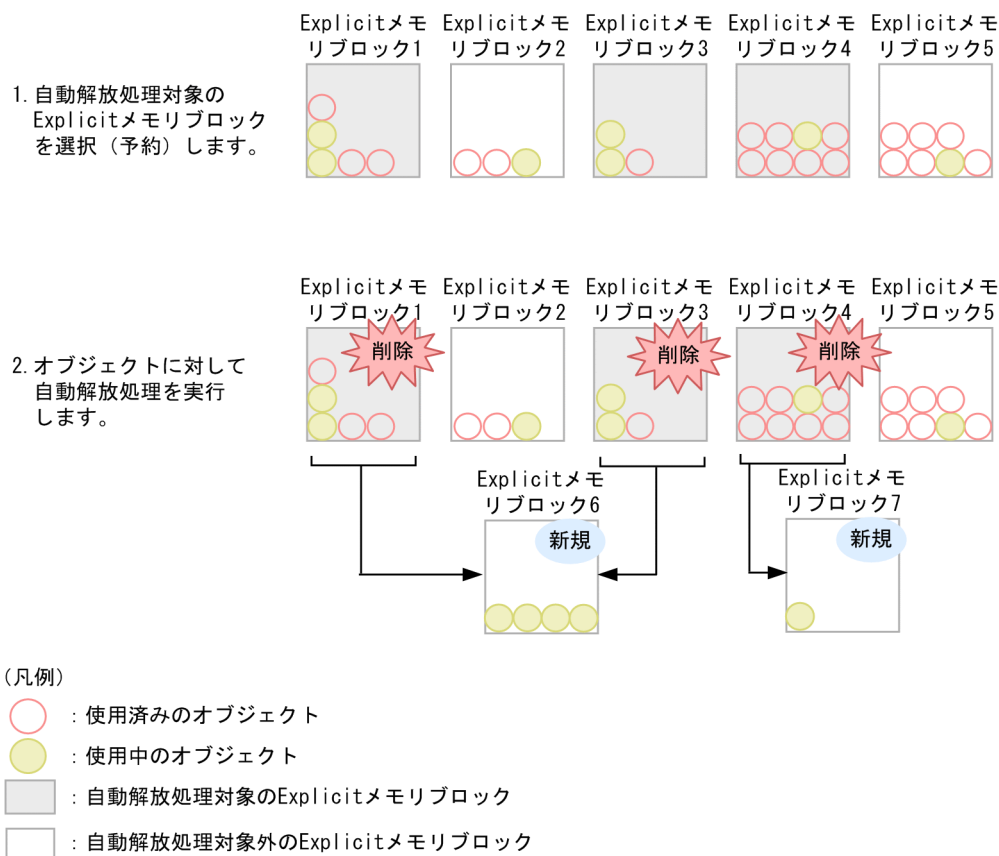 Explicitメモ
リブロック1
Explicitメモ
リブロック2
Explicitメモ
リブロック3
Explicitメモ
リブロック4
Explicitメモ
リブロック5
1. 自動解放処理対象の
Explicitメモリブロック
を選択（予約）します。
Explicitメモ
リブロック1
Explicitメモ
リブロック2
Explicitメモ
リブロック3
Explicitメモ
リブロック4
Explicitメモ
リブロック5
削除
削除
削除
2. オブジェクトに対して
自動解放処理を実行
します。
Explicitメモ
リブロック6
新規
Explicitメモ
リブロック7
新規
（凡例）
：使用済みのオブジェクト
：使用中のオブジェクト
：自動解放処理対象のExplicitメモリブロック
：自動解放処理対象外のExplicitメモリブロック